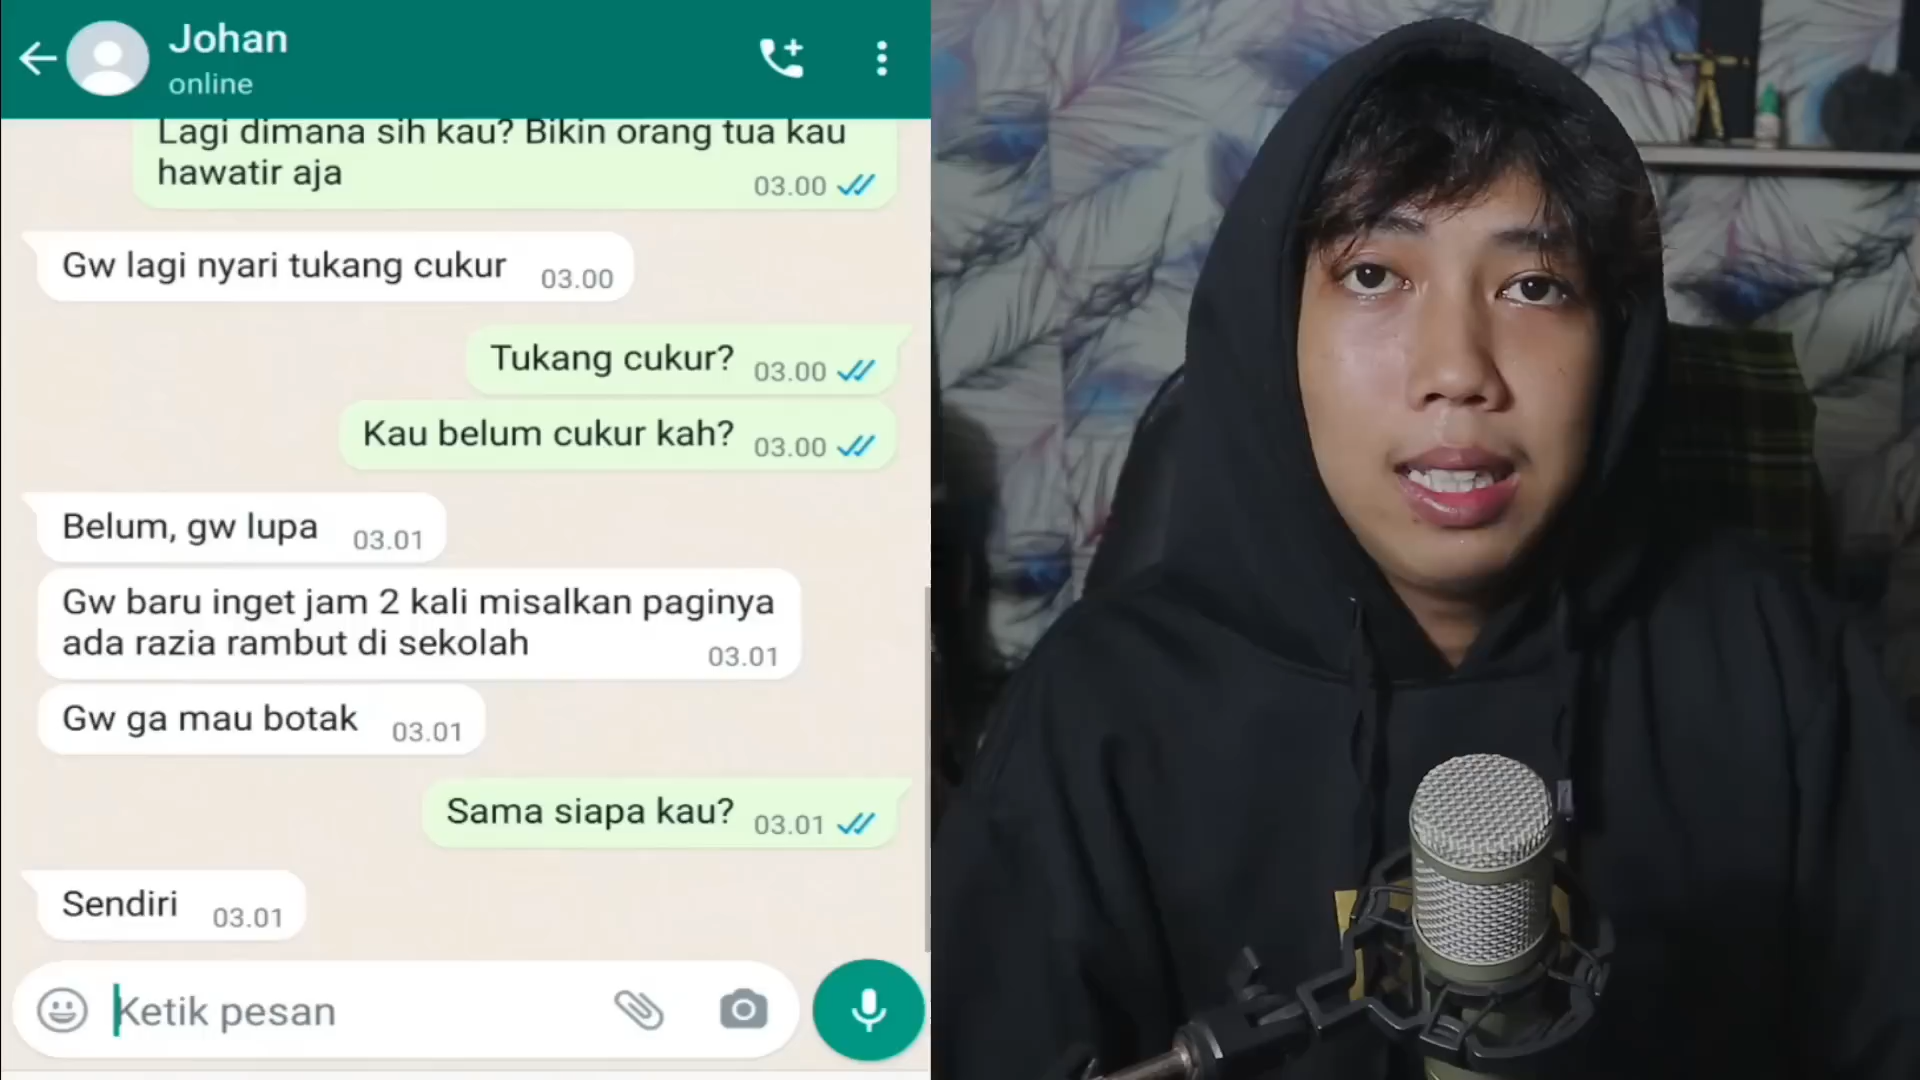 Johan
online
Lagi dimana sih kau? Bikin orang tua kau
hawatir aja
03.00
Gw lagi nyari tukang cukur 03.00
Tukang cukur? 03.00
Kau belum cukur kah? 03.00
Belum, gw lupa 03.01
Gw baru inget jam 2 kali misalkan paginya
ada razia rambut di sekolah
03.01
Gw ga mau botak 03.01
Sama siapa kau? 03.01
Sendiri 03.01
Ketik pesan